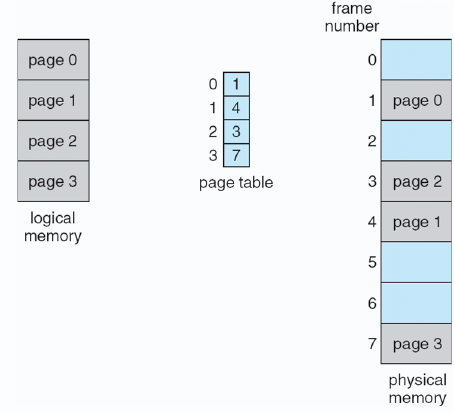 frame
number
page 0
page 1
page 2
page 3
logical
memory
0 1
1 4
2 3
3 7
page table
0
1 page 0
2
3 page 2
4 page 1
5
6
7 page 3
physical
memory